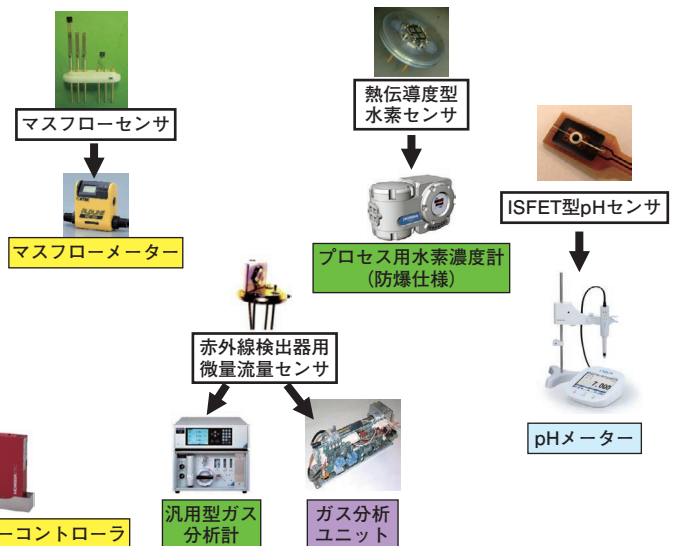 マスフローセンサ
マスフローメーター
熱伝導度型
水素センサ
プロセス用水素濃度計
(防爆仕様)
ISFET型pHセンサ
7.000
pHメーター
赤外線検出器用
微量流量センサ
汎用型ガス
分析計
ガス分析
ユニット
ーコントローラ